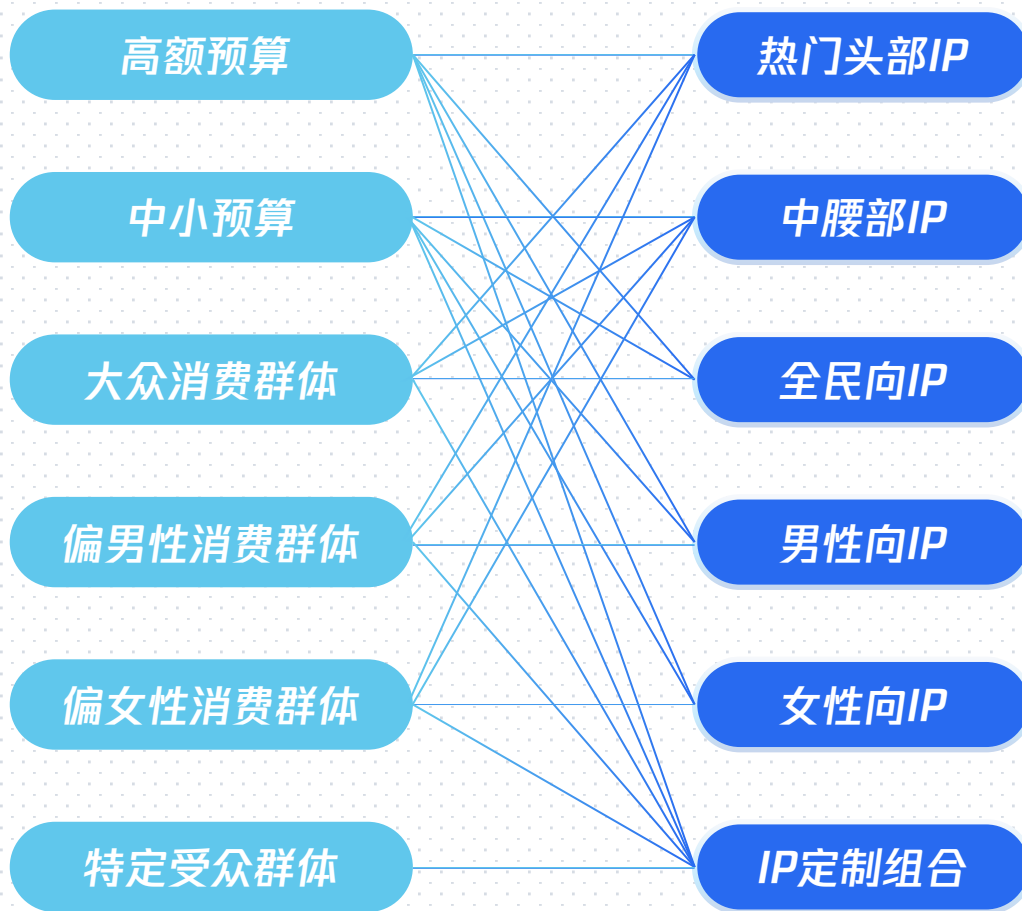 高额预算
热门头部IP
中小预算
中腰部IP
大众消费群体
全民向IP
偏男性消费群体
男性向IP
偏女性消费群体
女性向IP
特定受众群体
IP定制组合